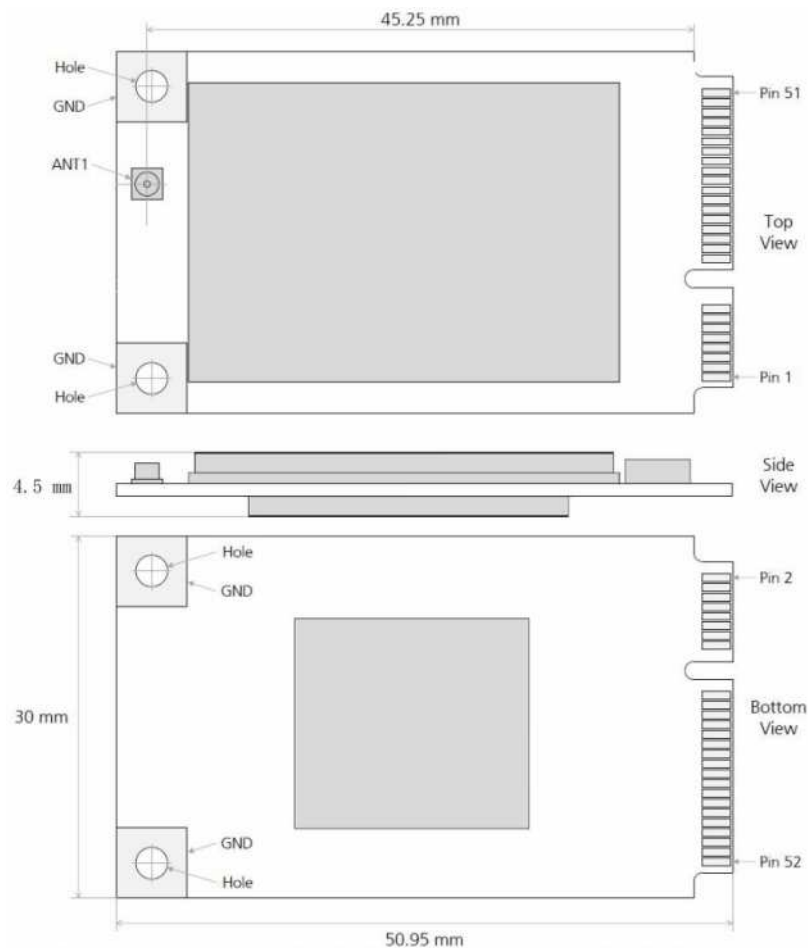 45.25 mm
Hole
GND
Pin 51
ANT1
Top
View
GND
Hole
Pin 1
4.5 mm
Side
View
Hole
GND
Pin 2
30 mm
Bottom
View
GND
Hole
Pin 52
50.95 mm